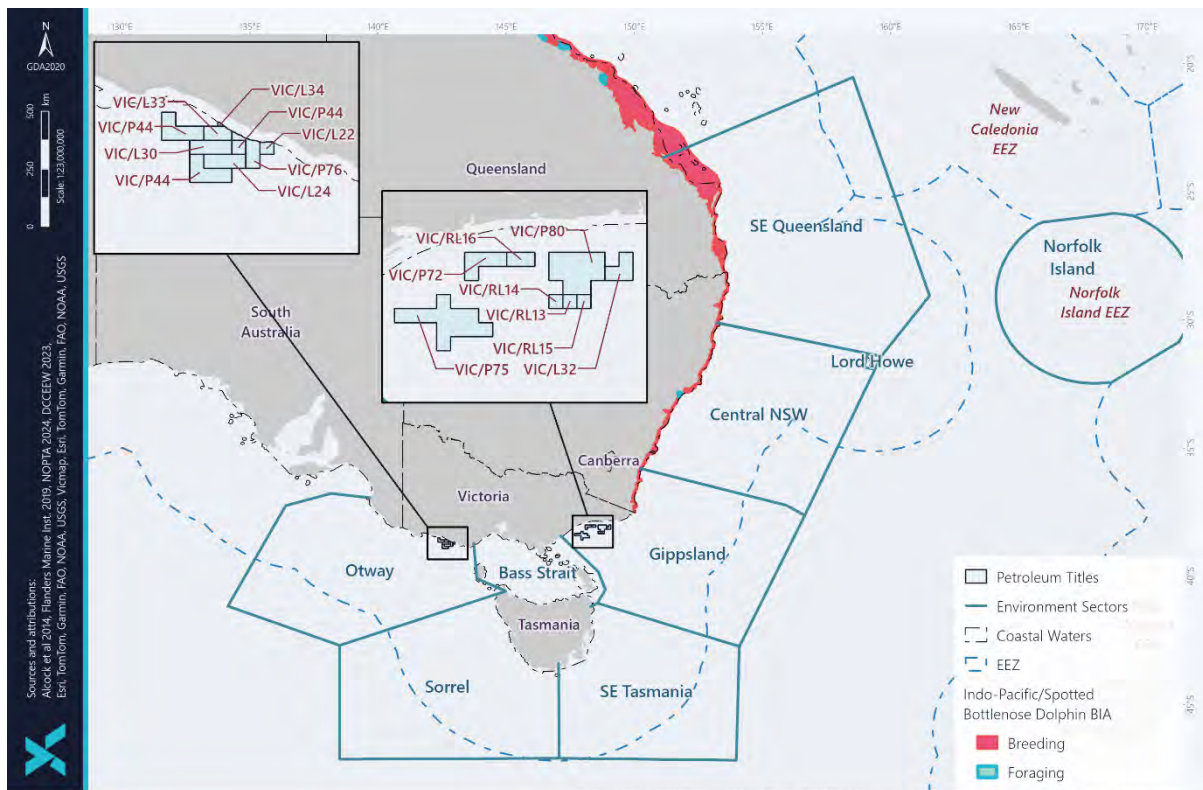 N
GDA2020
500
km
250
0
Scale: 1:23,000,000
Sources and attributions:
Alcock et al 2014, Flanders Marine Inst. 2019, NOPTA 2024, DCCEEW 2023,
Esri, TomTom, Garmin, FAO, NOAA, USGS, Vicmap, Esri, TomTom, Garmin, FAO, NOAA, USGS
130°E
135°E
140°E
145°E
150°E
155°E
160°E
165°E
170°E
20°S
25°S
30°S
35°S
40°S
45°S
VIC/L34
VIC/L33
VIC/P44
VIC/P44
VIC/L22
VIC/L30
VIC/P76
VIC/P44
VIC/L24
VIC/P80
VIC/RL16
VIC/P72
VIC/RL14
VIC/RL13
VIC/RL15
VIC/P75
VIC/L32
Queensland
South
Australia
Canberra
Victoria
Tasmania
New
Caledonia
EEZ
SE Queensland
Norfolk
Island
Norfolk
Island EEZ
Lord Howe
Central NSW
Gippsland
Otway
Bass Strait
Sorrel
SE Tasmania
Petroleum Titles
Environment Sectors
Coastal Waters
EEZ
Indo-Pacific/Spotted
Bottlenose Dolphin BIA
Breeding
Foraging